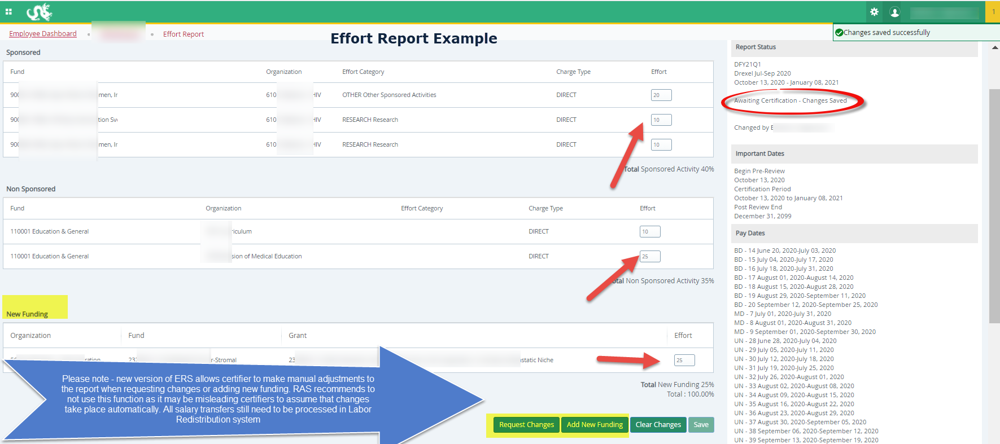 1
Employee Dashboard
Effort Report
Effort Report Example
Changes saved successfully
Sponsored
Fund Organization Effort Category Charge Type Effort
900 men, Ir 610 HIV OTHER Other Sponsored Activities DIRECT 20
900 tion Sv 610 HIV RESEARCH Research DIRECT 10
900 men, Ir 610 HIV RESEARCH Research DIRECT 10
Total Sponsored Activity 40%
Non Sponsored
Fund Organization Effort Category Charge Type Effort
110001 Education & General riculum DIRECT 10
110001 Education & General sion of Medical Education DIRECT 25
Total Non Sponsored Activity 35%
New Funding
Organization Fund Grant Effort
ration 23 r-Stromal 23 static Niche 25
Total New Funding 25%
Total : 100.00%
Please note - new version of ERS allows certifier to make manual adjustments to
the report when requesting changes or adding new funding. RAS recommends to
not use this function as it may be misleading certifiers to assume that changes
take place automatically. All salary transfers still need to be processed in Labor
Redistribution system
Request Changes Add New Funding Clear Changes Save
Report Status
DFY21Q1
Drexel Jul-Sep 2020
October 13, 2020 - January 08, 2021
Awaiting Certification - Changes Saved
Changed by
Important Dates
Begin Pre-Review
October 13, 2020
Certification Period
October 13, 2020 to January 08, 2021
Post Review End
December 31, 2099
Pay Dates
BD - 14 June 20, 2020-July 03, 2020
BD - 15 July 04, 2020-July 17, 2020
BD - 16 July 18, 2020-July 31, 2020
BD - 17 August 01, 2020-August 14, 2020
BD - 18 August 15, 2020-August 28, 2020
BD - 19 August 29, 2020-September 11, 2020
BD - 20 September 12, 2020-September 25, 2020
MD - 7 July 01, 2020-July 31, 2020
MD - 8 August 01, 2020-August 31, 2020
MD - 9 September 01, 2020-September 30, 2020
UN - 28 June 28, 2020-July 04, 2020
UN - 29 July 05, 2020-July 11, 2020
UN - 30 July 12, 2020-July 18, 2020
UN - 31 July 19, 2020-July 25, 2020
UN - 32 July 26, 2020-August 01, 2020
UN - 33 August 02, 2020-August 08, 2020
UN - 34 August 09, 2020-August 15, 2020
UN - 35 August 16, 2020-August 22, 2020
UN - 36 August 23, 2020-August 29, 2020
UN - 37 August 30, 2020-September 05, 2020
UN - 38 September 06, 2020-September 12, 2020
UN - 39 September 13, 2020-September 19, 2020